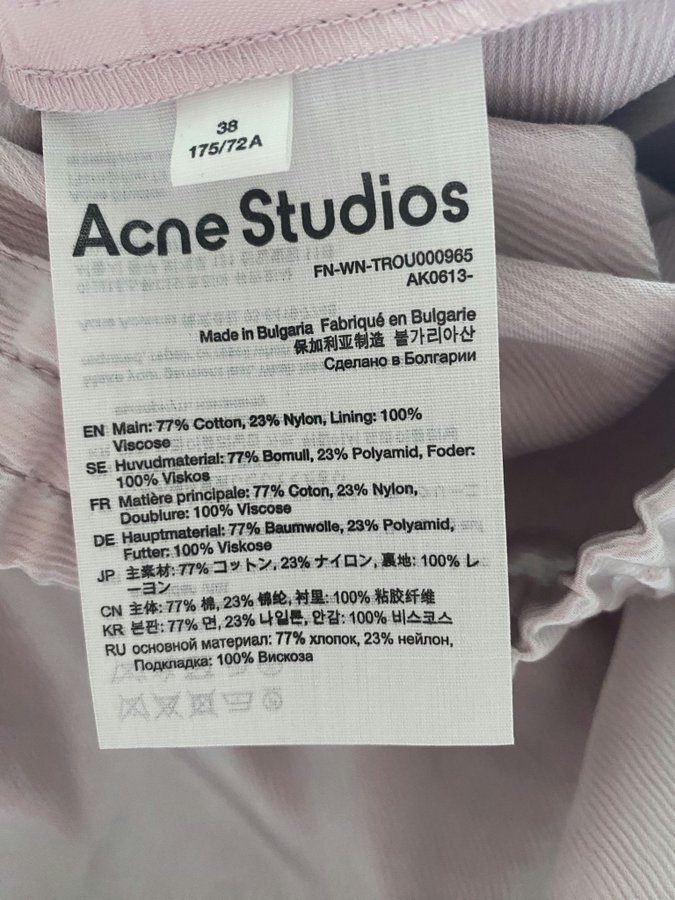 38
175/72A
Acne Studios
FN-WN-TROU000965
AK0613-
Made in Bulgaria Fabriqué en Bulgarie
保加利亚制造 불가리아산
Сделано в Болгарии
EN Main: 77% Cotton, 23% Nylon, Lining: 100%
Viscose
SE Huvudmaterial: 77% Bomull, 23% Polyamid, Foder:
100% Viskos
FR Matière principale: 77% Coton, 23% Nylon,
Doublure: 100% Viscose
DE Hauptmaterial: 77% Baumwolle, 23% Polyamid,
Futter: 100% Viskose
JP 主素材: 77% コットン, 23% ナイロン, 裏地: 100% レ
ーヨン
CN 主体: 77% 棉, 23% 锦纶, 衬里: 100% 粘胶纤维
KR 본판: 77% 면, 23% 나일론, 안감: 100% 비스코스
RU основной материал: 77% хлопок, 23% нейлон,
Подкладка: 100% Вискоза